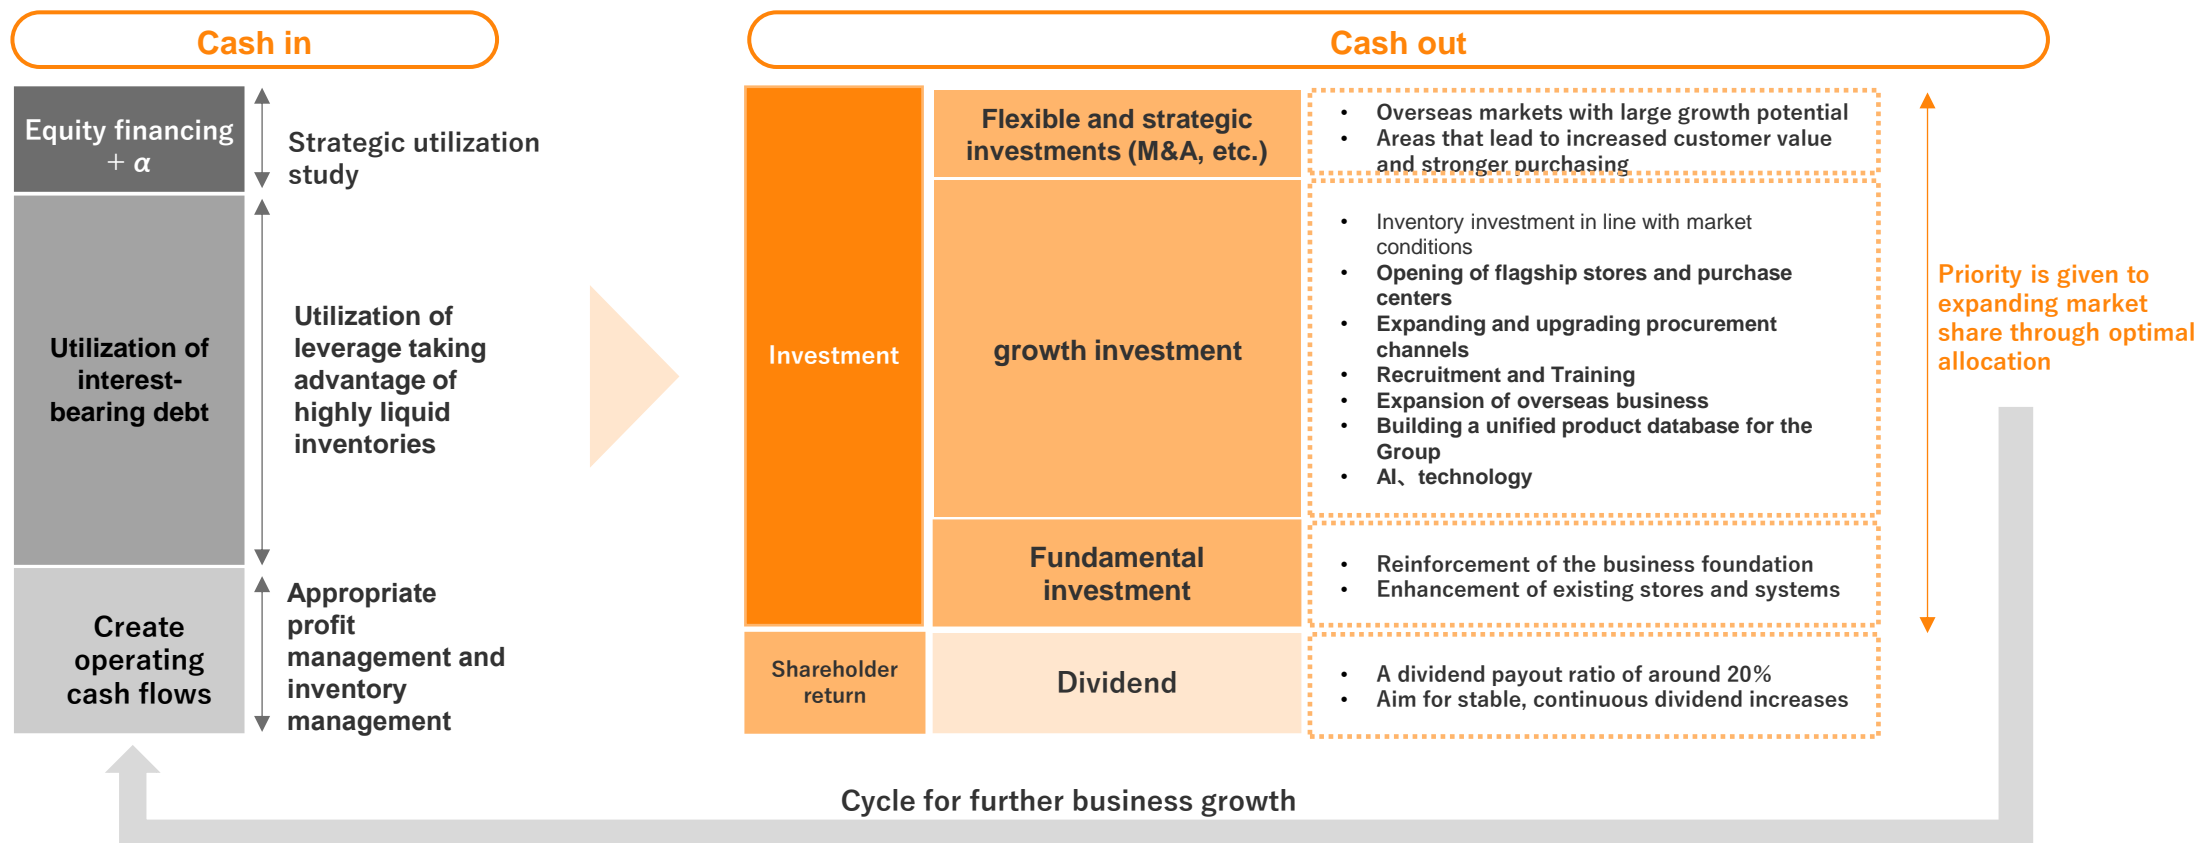 Cash in
Cash out
Equity financing
+ α
Strategic utilization
study
Utilization of
interest-
bearing debt
Utilization of
leverage taking
advantage of
highly liquid
inventories
Create
operating
cash flows
Appropriate
profit
management and
inventory
management
Investment
Flexible and strategic
investments (M&A, etc.)
• Overseas markets with large growth potential
• Areas that lead to increased customer value
and stronger purchasing
growth investment
• Inventory investment in line with market
conditions
• Opening of flagship stores and purchase
centers
• Expanding and upgrading procurement
channels
• Recruitment and Training
• Expansion of overseas business
• Building a unified product database for the
Group
• AI、technology
Fundamental
investment
• Reinforcement of the business foundation
• Enhancement of existing stores and systems
Shareholder
return
Dividend
• A dividend payout ratio of around 20%
• Aim for stable, continuous dividend increases
Priority is given to
expanding market
share through optimal
allocation
Cycle for further business growth